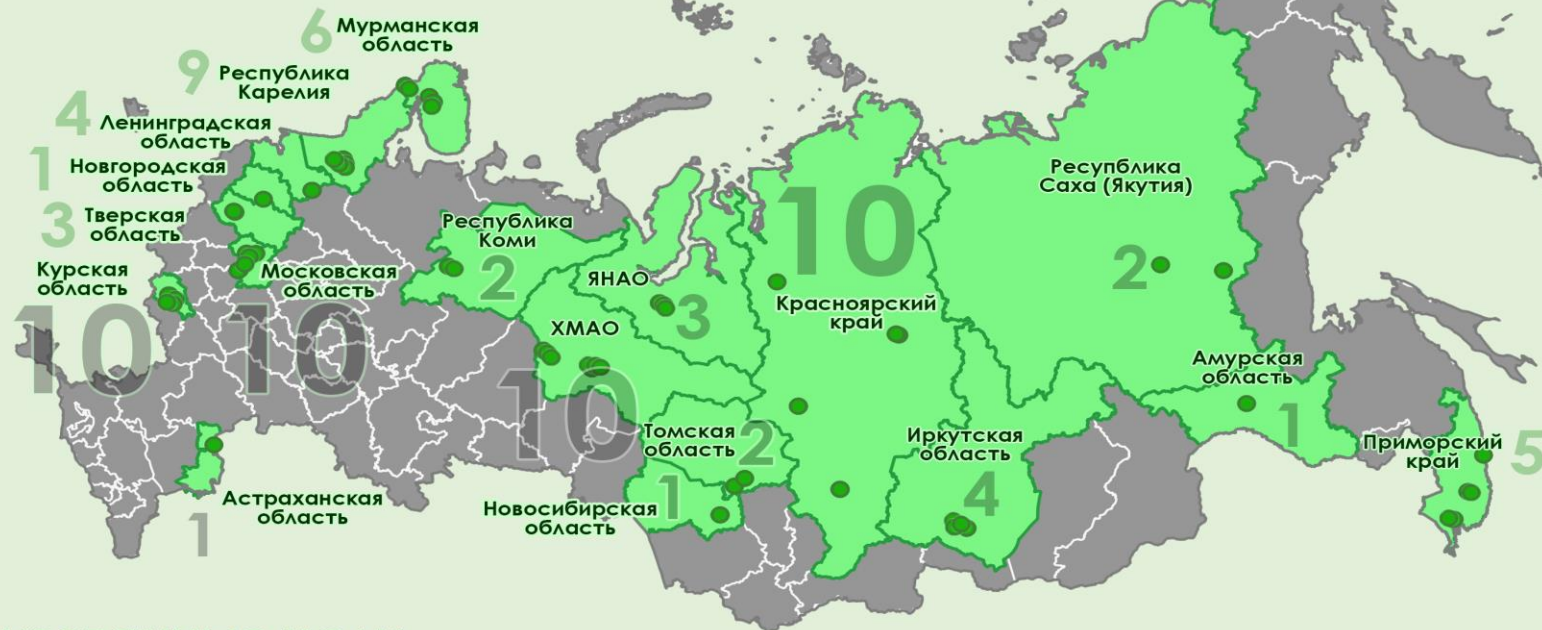 6 Мурманская
область
9 Республика
Карелия
4 Ленинградская
область
1 Новгородская
область
3 Тверская
область
Курская
область
10
Московская
область
10
Республика
Коми
2
ЯНАО
3
ХМАО
10
10
Красноярский
край
Ресупблика
Саха (Якутия)
2
Амурская
область
1
Приморский
край
5
Иркутская
область
4
Томская
область
2
Новосибирская
область
1
Астраханская
область
1